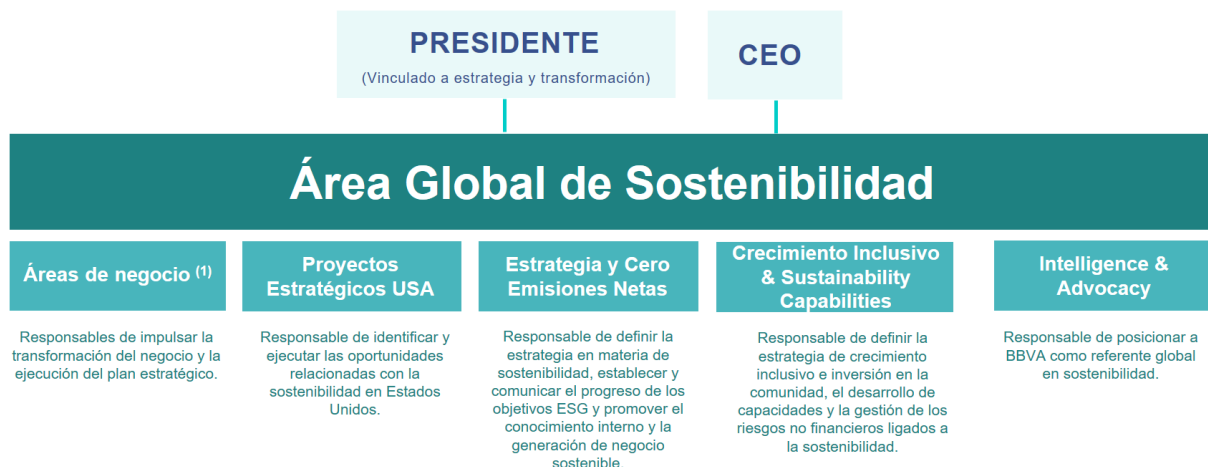 PRESIDENTE
(Vinculado a estrategia y transformación)
CEO
Área Global de Sostenibilidad
Áreas de negocio (1)
Responsables de impulsar la
transformación del negocio y la
ejecución del plan estratégico.
Proyectos
Estratégicos USA
Responsable de identificar y
ejecutar las oportunidades
relacionadas con la
sostenibilidad en Estados
Unidos.
Estrategia y Cero
Emisiones Netas
Responsable de definir la
estrategia en materia de
sostenibilidad, establecer y
comunicar el progreso de los
objetivos ESG y promover el
conocimiento interno y la
generación de negocio
sostenible
Crecimiento Inclusivo
& Sustainability
Capabilities
Responsable de definir la
estrategia de crecimiento
inclusivo e inversión en la
comunidad, el desarrollo de
capacidades y la gestión de los
riesgos no financieros ligados a
la sostenibilidad.
Intelligence &
Advocacy
Responsable de posicionar a
BBVA como referente global
en sostenibilidad.